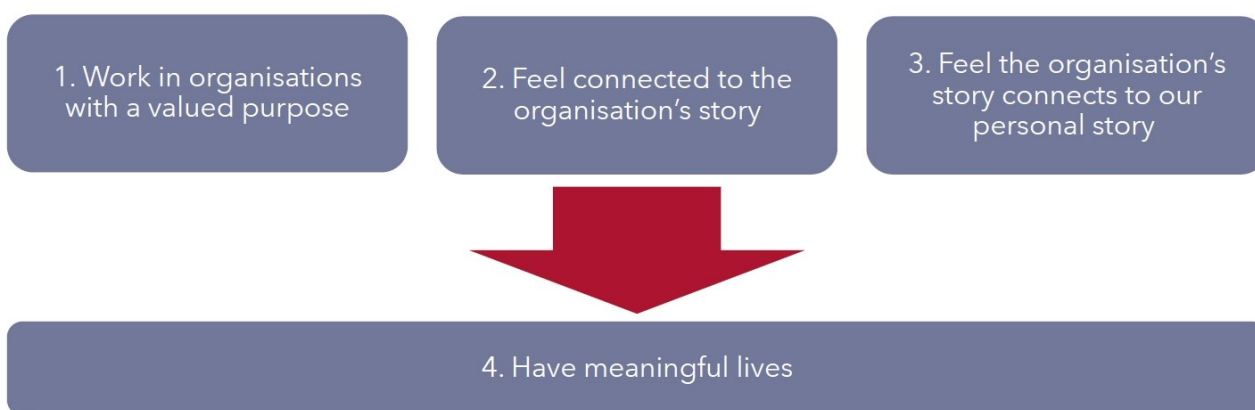 1. Work in organisations
with a valued purpose
2. Feel connected to the
organisation’s story
3. Feel the organisation’s
story connects to our
personal story
4. Have meaningful lives